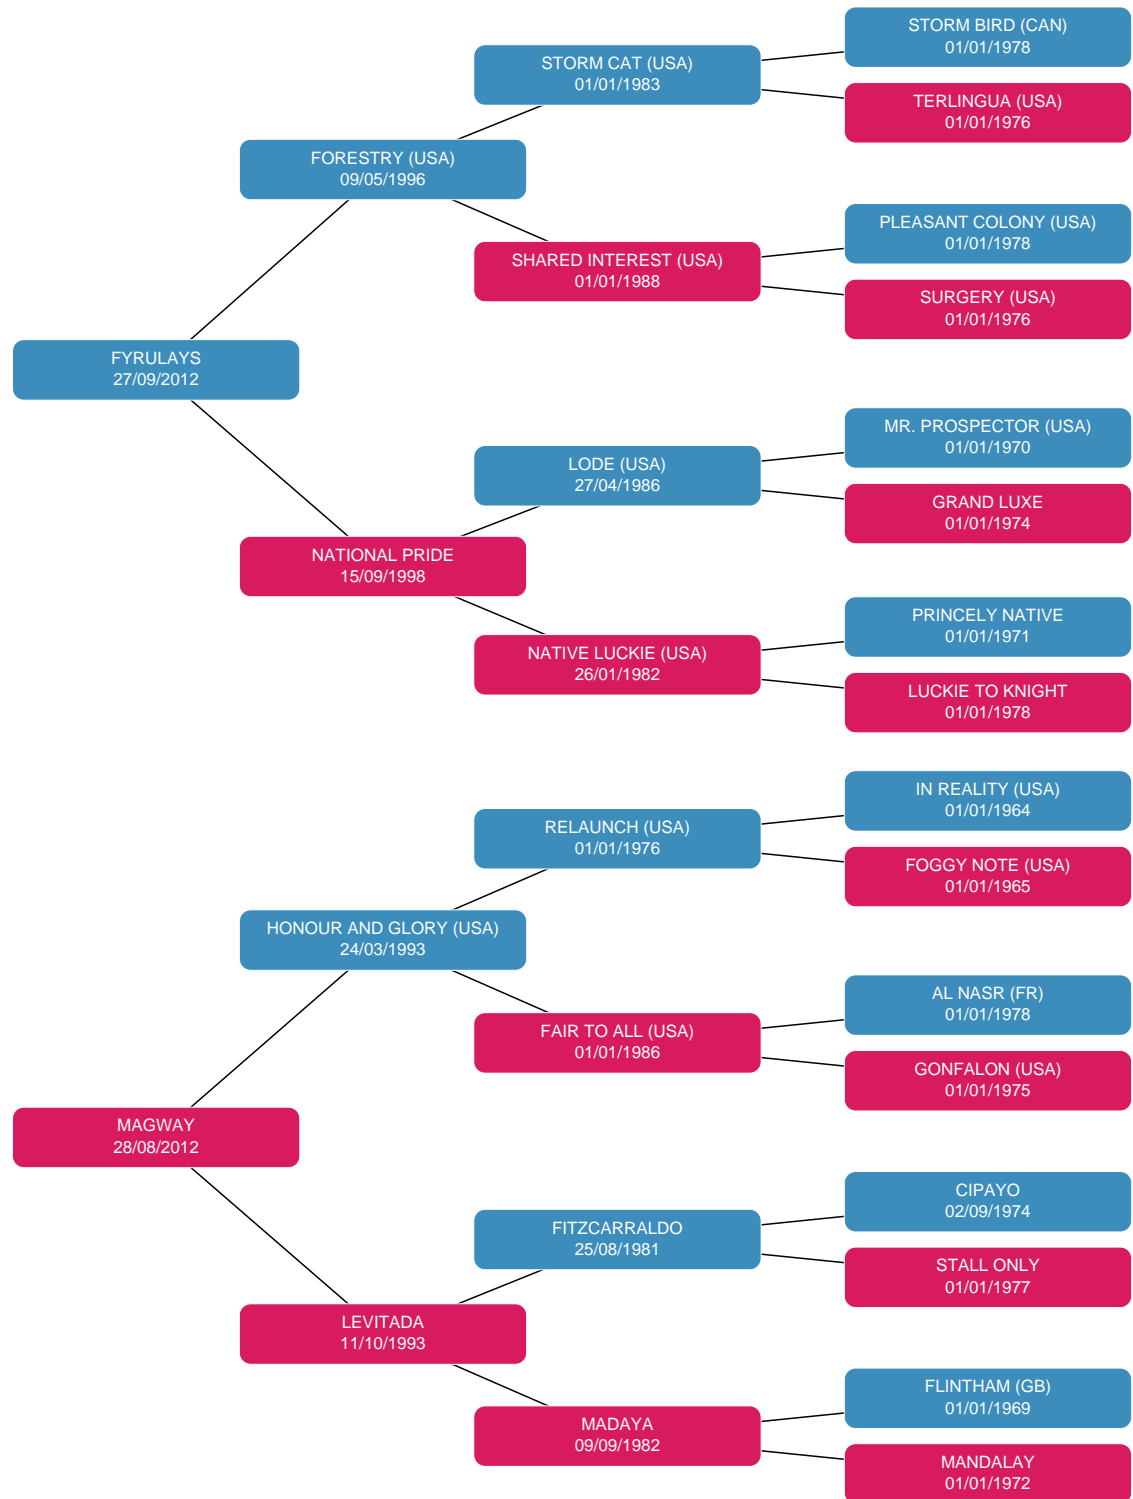 STORM BIRD (CAN)
01/01/1978
STORM CAT (USA)
01/01/1983
TERLINGUA (USA)
01/01/1976
FORESTRY (USA)
09/05/1996
PLEASANT COLONY (USA)
01/01/1978
SHARED INTEREST (USA)
01/01/1988
SURGERY (USA)
01/01/1976
FYRULAYS
27/09/2012
MR. PROSPECTOR (USA)
01/01/1970
LODE (USA)
27/04/1986
GRAND LUXE
01/01/1974
NATIONAL PRIDE
15/09/1998
PRINCELY NATIVE
01/01/1971
NATIVE LUCKIE (USA)
26/01/1982
LUCKIE TO KNIGHT
01/01/1978
IN REALITY (USA)
01/01/1964
RELAUNCH (USA)
01/01/1976
FOGGY NOTE (USA)
01/01/1965
HONOUR AND GLORY (USA)
24/03/1993
AL NASR (FR)
01/01/1978
FAIR TO ALL (USA)
01/01/1986
GONFALON (USA)
01/01/1975
MAGWAY
28/08/2012
CIPAYO
02/09/1974
FITZCARRALDO
25/08/1981
STALL ONLY
01/01/1977
LEVITADA
11/10/1993
FLINTHAM (GB)
01/01/1969
MADAYA
09/09/1982
MANDALAY
01/01/1972